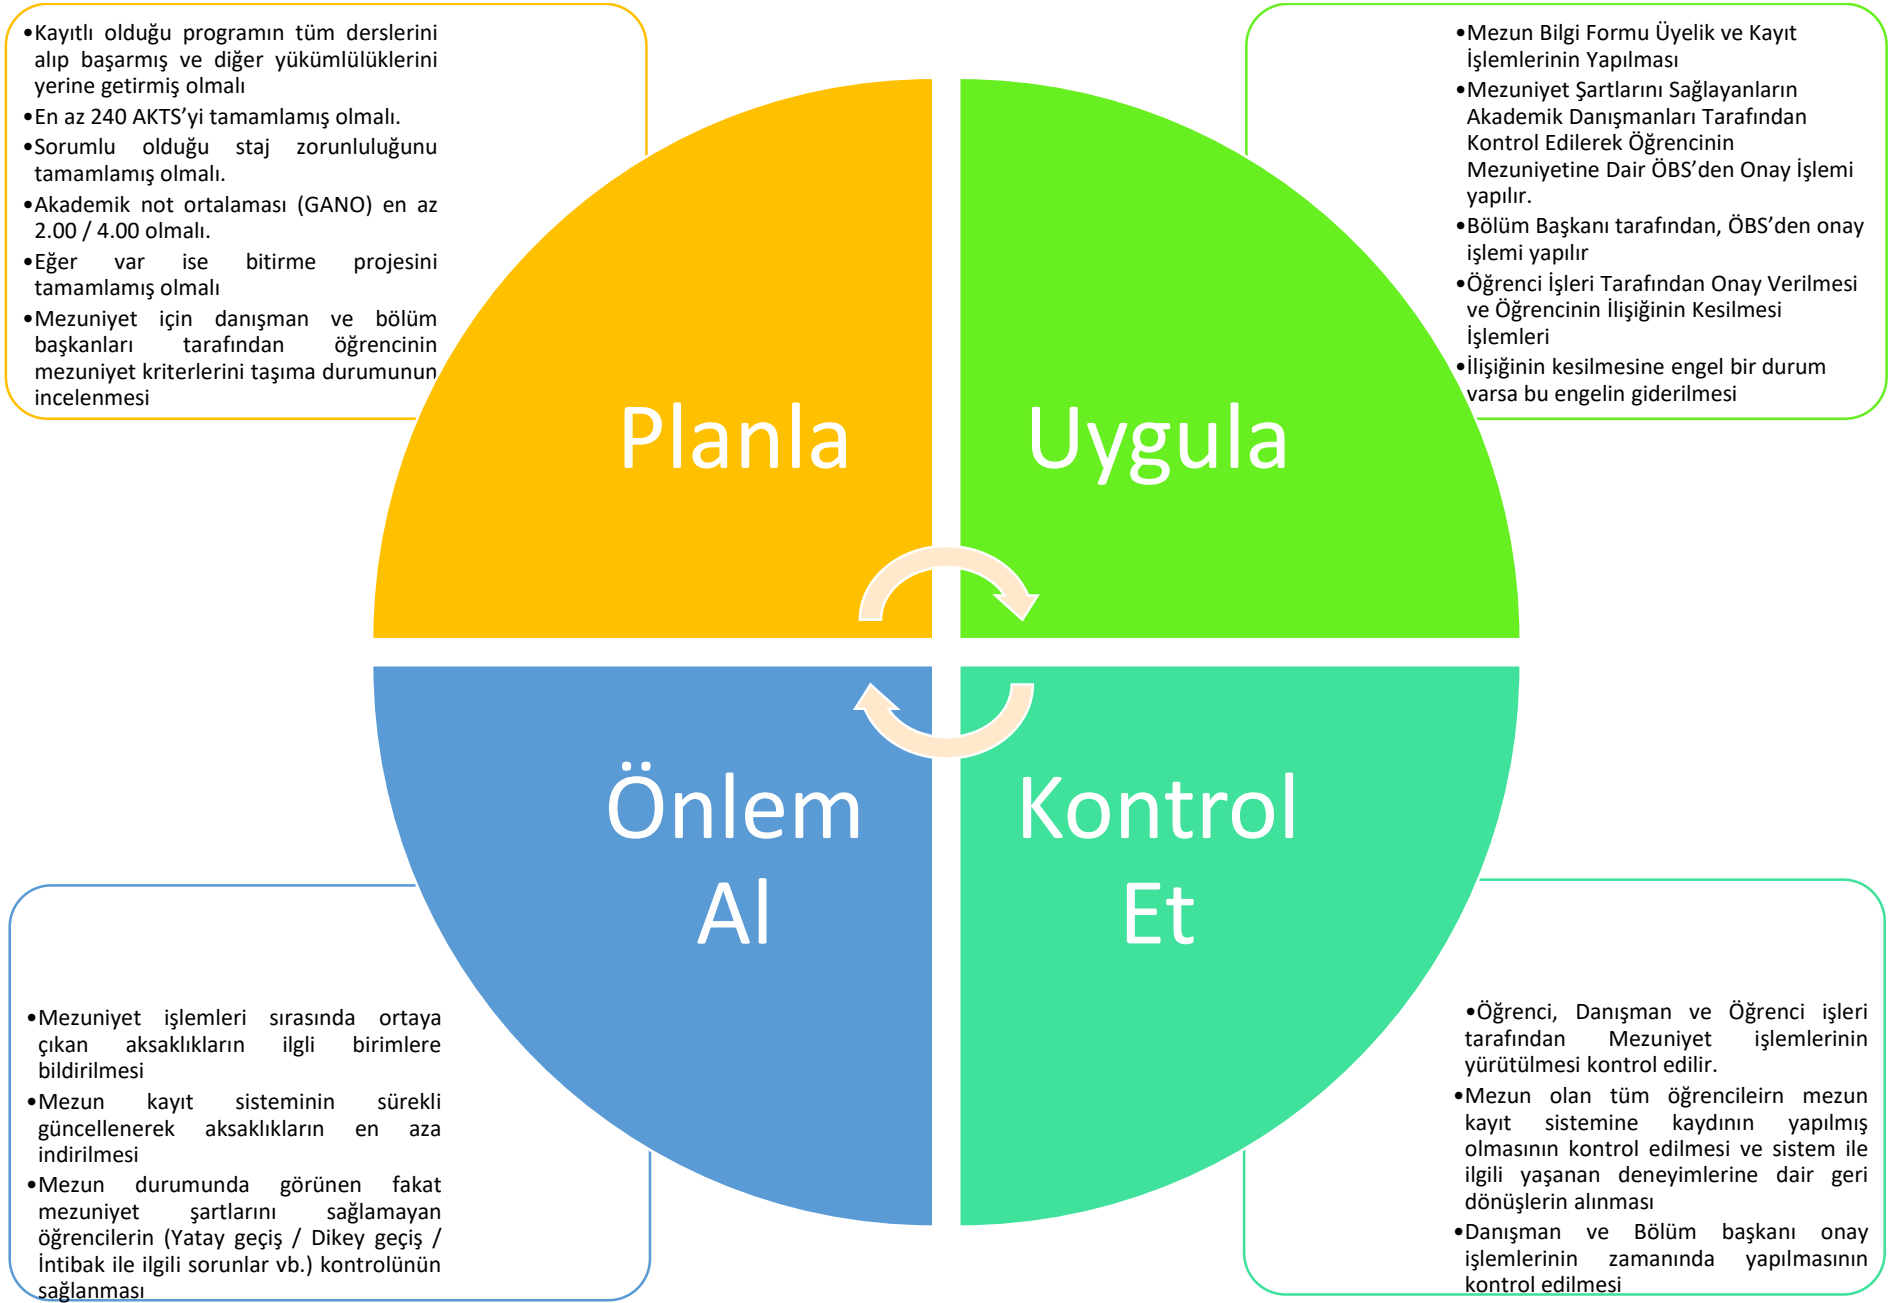 •Kayıtlı olduğu programın tüm derslerini
alıp başarmış ve diğer yükümlülüklerini
yerine getirmiş olmalı
•En az 240 AKTS’yi tamamlamış olmalı.
•Sorumlu olduğu staj zorunluluğunu
tamamlamış olmalı.
•Akademik not ortalaması (GANO) en az
2.00 / 4.00 olmalı.
•Eğer var ise bitirme projesini
tamamlamış olmalı
•Mezuniyet için danışman ve bölüm
başkanları tarafından öğrencinin
mezuniyet kriterlerini taşıma durumunun
incelenmesi
•Mezun Bilgi Formu Üyelik ve Kayıt
İşlemlerinin Yapılması
•Mezuniyet Şartlarını Sağlayanların
Akademik Danışmanları Tarafından
Kontrol Edilerek Öğrencinin
Mezuniyetine Dair ÖBS’den Onay İşlemi
yapılır.
•Bölüm Başkanı tarafından, ÖBS’den onay
işlemi yapılır
•Öğrenci İşleri Tarafından Onay Verilmesi
ve Öğrencinin İlişiğinin Kesilmesi
İşlemleri
•İlişiğinin kesilmesine engel bir durum
varsa bu engelin giderilmesi
Planla
Uygula
Önlem
Al
Kontrol
Et
•Mezuniyet işlemleri sırasında ortaya
çıkan aksaklıkların ilgli birimlere
bildirilmesi
•Mezun kayıt sisteminin sürekli
güncellenerek aksaklıkların en aza
indirilmesi
•Mezun durumunda görünen fakat
mezuniyet şartlarını sağlamayan
öğrencilerin (Yatay geçiş / Dikey geçiş /
İntibak ile ilgili sorunlar vb.) kontrolünün
sağlanması
•Öğrenci, Danışman ve Öğrenci işleri
tarafından Mezuniyet işlemlerinin
yürütülmesi kontrol edilir.
•Mezun olan tüm öğrencileirn mezun
kayıt sistemine kaydının yapılmış
olmasının kontrol edilmesi ve sistem ile
ilgili yaşanan deneyimlerine dair geri
dönüşlerin alınması
•Danışman ve Bölüm başkanı onay
işlemlerinin zamanında yapılmasının
kontrol edilmesi